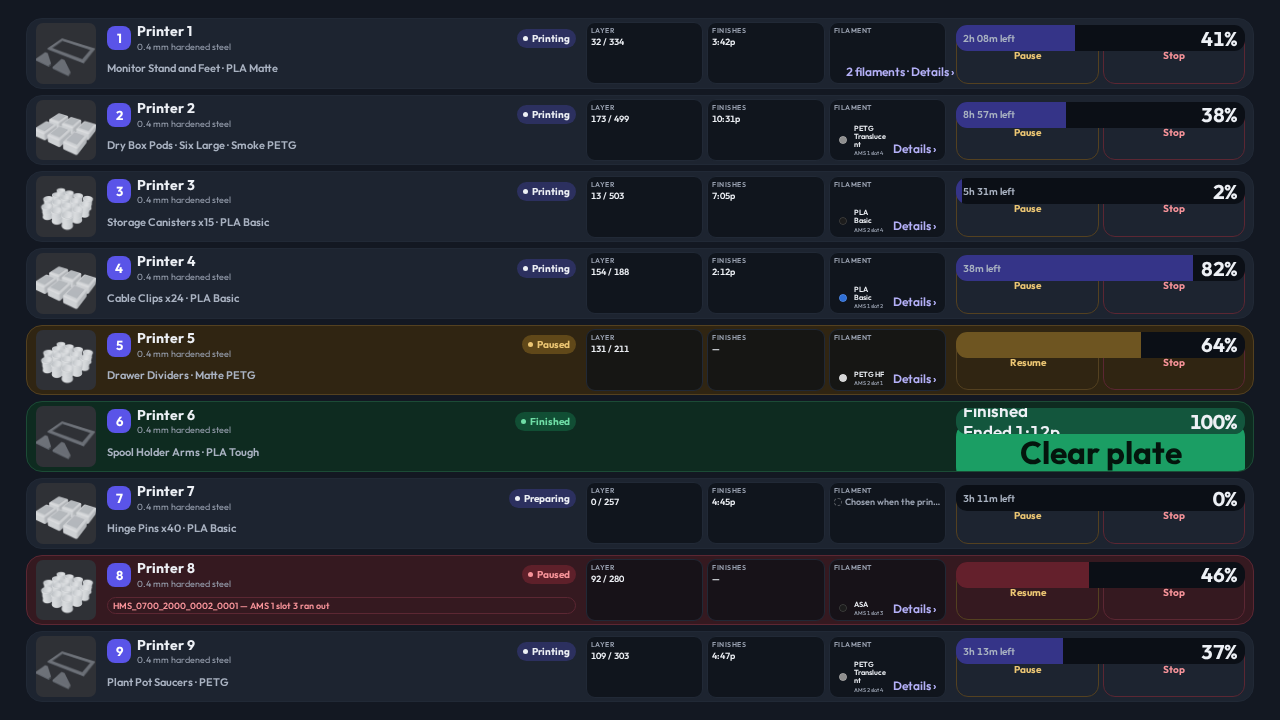 1
Printer 1
0.4 mm hardened steel
Monitor Stand and Feet · PLA Matte
Printing
LAYER
32 / 334
FINISHES
3:42p
FILAMENT
2 filaments · Details ›
2h 08m left
41%
Pause
Stop
2
Printer 2
0.4 mm hardened steel
Dry Box Pods · Six Large · Smoke PETG
Printing
LAYER
173 / 499
FINISHES
10:31p
FILAMENT
PETG
Transluce
nt
AMS 1 slot 4
Details ›
8h 57m left
38%
Pause
Stop
3
Printer 3
0.4 mm hardened steel
Storage Canisters x15 · PLA Basic
Printing
LAYER
13 / 503
FINISHES
7:05p
FILAMENT
PLA
Basic
AMS 2 slot 4
Details ›
5h 31m left
2%
Pause
Stop
4
Printer 4
0.4 mm hardened steel
Cable Clips x24 · PLA Basic
Printing
LAYER
154 / 188
FINISHES
2:12p
FILAMENT
PLA
Basic
AMS 1 slot 2
Details ›
38m left
82%
Pause
Stop
5
Printer 5
0.4 mm hardened steel
Drawer Dividers · Matte PETG
Paused
LAYER
131 / 211
FINISHES
—
FILAMENT
PETG HF
AMS 2 slot 1
Details ›
64%
Resume
Stop
6
Printer 6
0.4 mm hardened steel
Spool Holder Arms · PLA Tough
Finished
Finished
Ended 1:12p
100%
Clear plate
7
Printer 7
0.4 mm hardened steel
Hinge Pins x40 · PLA Basic
Preparing
LAYER
0 / 257
FINISHES
4:45p
FILAMENT
Chosen when the prin...
3h 11m left
0%
Pause
Stop
8
Printer 8
0.4 mm hardened steel
HMS_0700_2000_0002_0001 — AMS 1 slot 3 ran out
Paused
LAYER
92 / 280
FINISHES
—
FILAMENT
ASA
AMS 1 slot 3
Details ›
46%
Resume
Stop
9
Printer 9
0.4 mm hardened steel
Plant Pot Saucers · PETG
Printing
LAYER
109 / 303
FINISHES
4:47p
FILAMENT
PETG
Transluce
nt
AMS 2 slot 4
Details ›
3h 13m left
37%
Pause
Stop